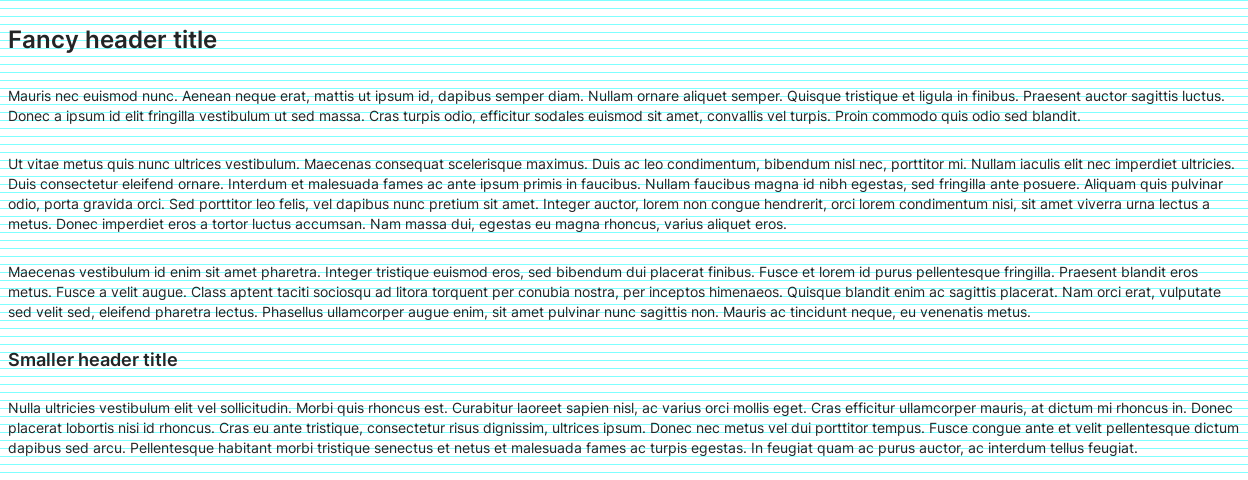 Fancy header title
Mauris nec euismod nunc. Aenean neque erat, mattis ut ipsum id, dapibus semper diam. Nullam ornare aliquet semper. Quisque tristique et ligula in finibus. Praesent auctor sagittis luctus.
Donec a ipsum id elit fringilla vestibulum ut sed massa. Cras turpis odio, efficitur sodales euismod sit amet, convallis vel turpis. Proin commodo quis odio sed blandit.
Ut vitae metus quis nunc ultrices vestibulum. Maecenas consequat scelerisque maximus. Duis ac leo condimentum, bibendum nisl nec, porttitor mi. Nullam iaculis elit nec imperdiet ultricies.
Duis consectetur eleifend ornare. Interdum et malesuada fames ac ante ipsum primis in faucibus. Nullam faucibus magna id nibh egestas, sed fringilla ante posuere. Aliquam quis pulvinar
odio, porta gravida orci. Sed porttitor leo felis, vel dapibus nunc pretium sit amet. Integer auctor, lorem non congue hendrerit, orci lorem condimentum nisi, sit amet viverra urna lectus a
metus. Donec imperdiet eros a tortor luctus accumsan. Nam massa dui, egestas eu magna rhoncus, varius aliquet eros.
Maecenas vestibulum id enim sit amet pharetra. Integer tristique euismod eros, sed bibendum dui placerat finibus. Fusce et lorem id purus pellentesque fringilla. Praesent blandit eros
metus. Fusce a velit augue. Class aptent taciti sociosqu ad litora torquent per conubia nostra, per inceptos himenaeos. Quisque blandit enim ac sagittis placerat. Nam orci erat, vulputate
sed velit sed, eleifend pharetra lectus. Phasellus ullamcorper augue enim, sit amet pulvinar nunc sagittis non. Mauris ac tincidunt neque, eu venenatis metus.
Smaller header title
Nulla ultricies vestibulum elit vel sollicitudin. Morbi quis rhoncus est. Curabitur laoreet sapien nisl, ac varius orci mollis eget. Cras efficitur ullamcorper mauris, at dictum mi rhoncus in. Donec
placerat lobortis nisi id rhoncus. Cras eu ante tristique, consectetur risus dignissim, ultrices ipsum. Donec nec metus vel dui porttitor tempus. Fusce congue ante et velit pellentesque dictum
dapibus sed arcu. Pellentesque habitant morbi tristique senectus et netus et malesuada fames ac turpis egestas. In feugiat quam ac purus auctor, ac interdum tellus feugiat.